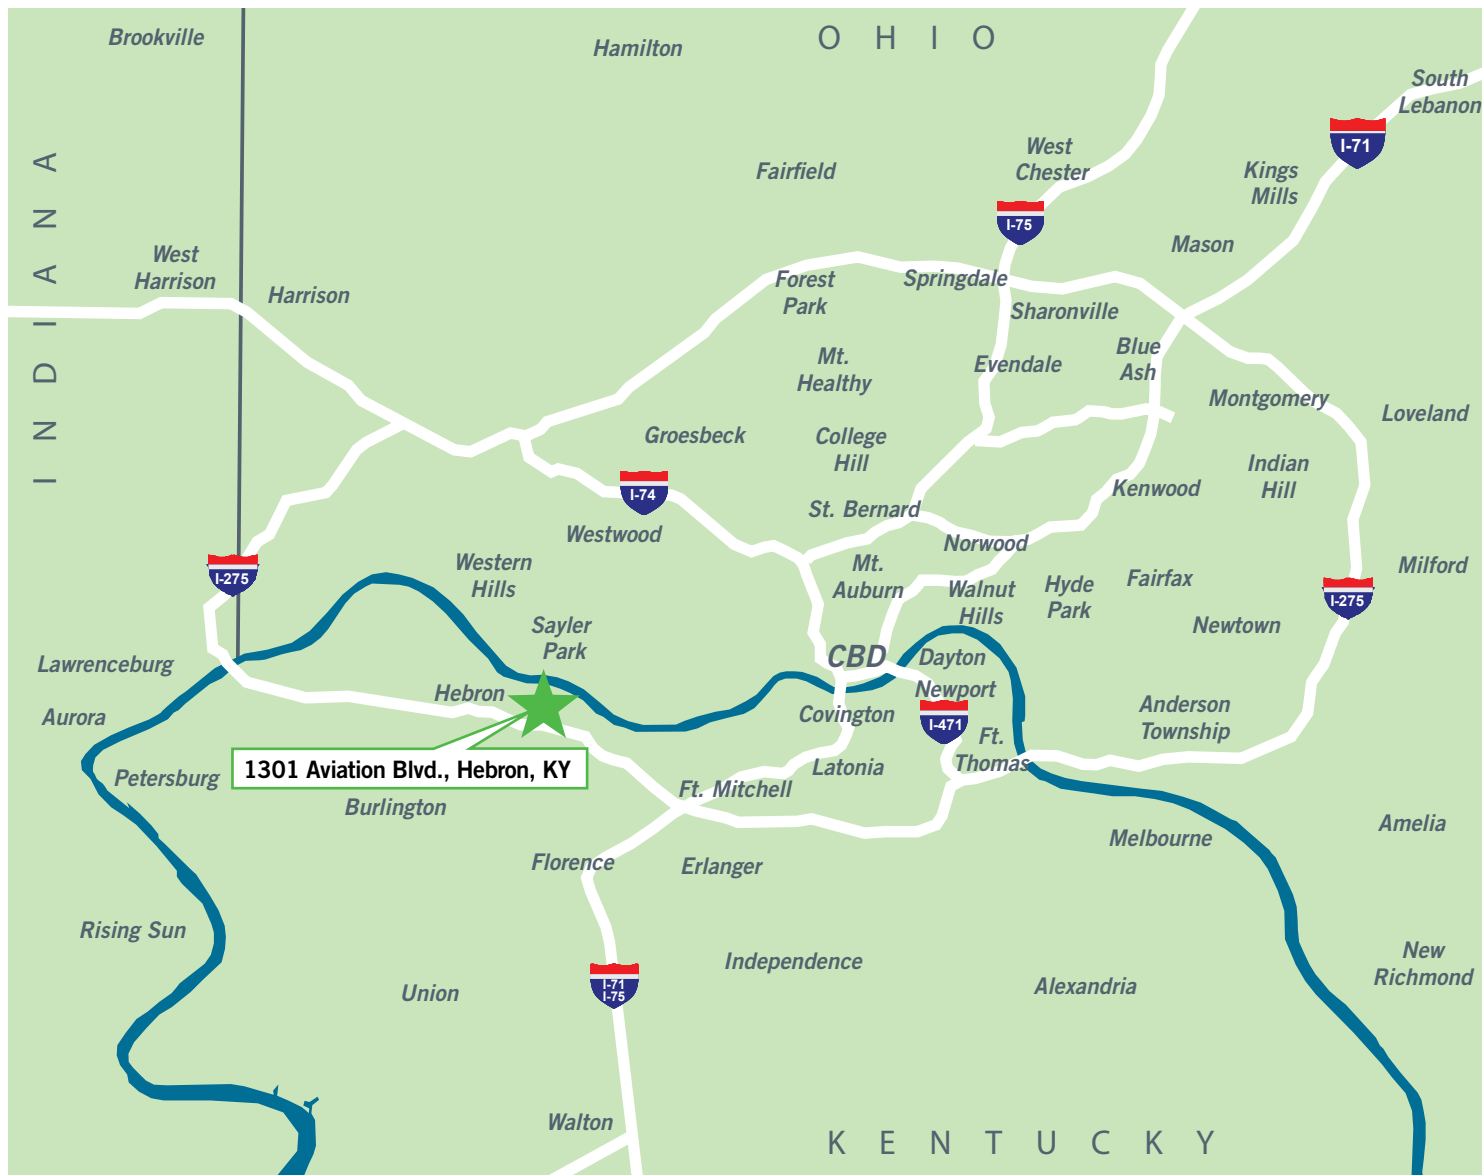 Brookville
Hamilton
OHIO
South
Lebanon
I-71
West
Chester
Kings
Mills
Fairfield
INDIANA
I-75
Mason
West
Harrison
Harrison
Forest
Park
Springdale
Sharonville
Mt.
Healthy
Evendale
Blue
Ash
Montgomery
Loveland
Groesbeck
College
Hill
Indian
Hill
I-74
Kenwood
St. Bernard
Westwood
Norwood
Western
Hills
Mt.
Auburn
Walnut
Hills
Hyde
Park
Fairfax
Milford
I-275
I-275
Sayler
Park
Newtown
Lawrenceburg
CBD
Dayton
Hebron
Newport
Aurora
Covington
I-471
Anderson
Township
Ft.
Thomas
1301 Aviation Blvd., Hebron, KY
Petersburg
Latonia
Ft. Mitchell
Burlington
Amelia
Melbourne
Florence
Erlanger
Rising Sun
Independence
New
Richmond
Union
I-71
I-75
Alexandria
Walton
KENTUCKY